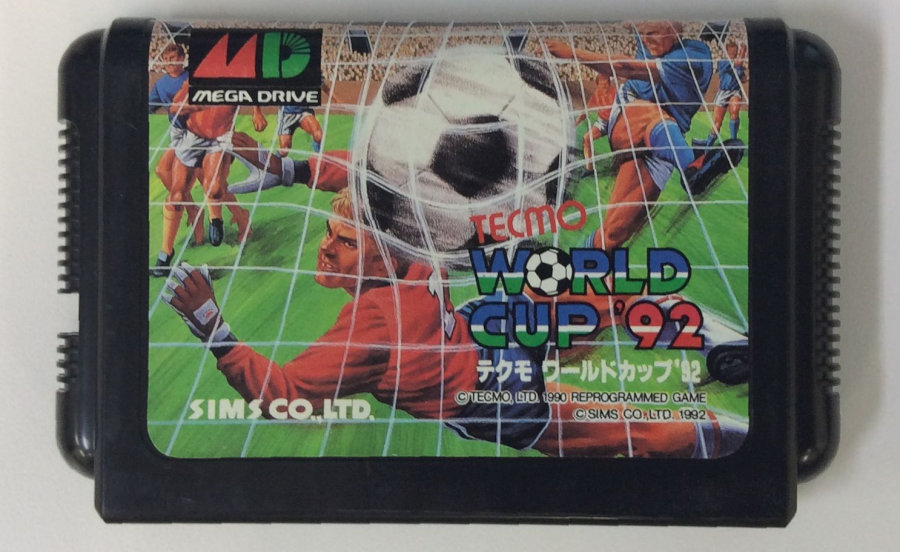 MD
MEGA DRIVE
TECMO
WORLD
CUP '92
テクモ ワールドカップ'92
© TECMO, LTD. 1990 REPROGRAMMED GAME
© SIMS CO., LTD. 1992
SIMS CO., LTD.